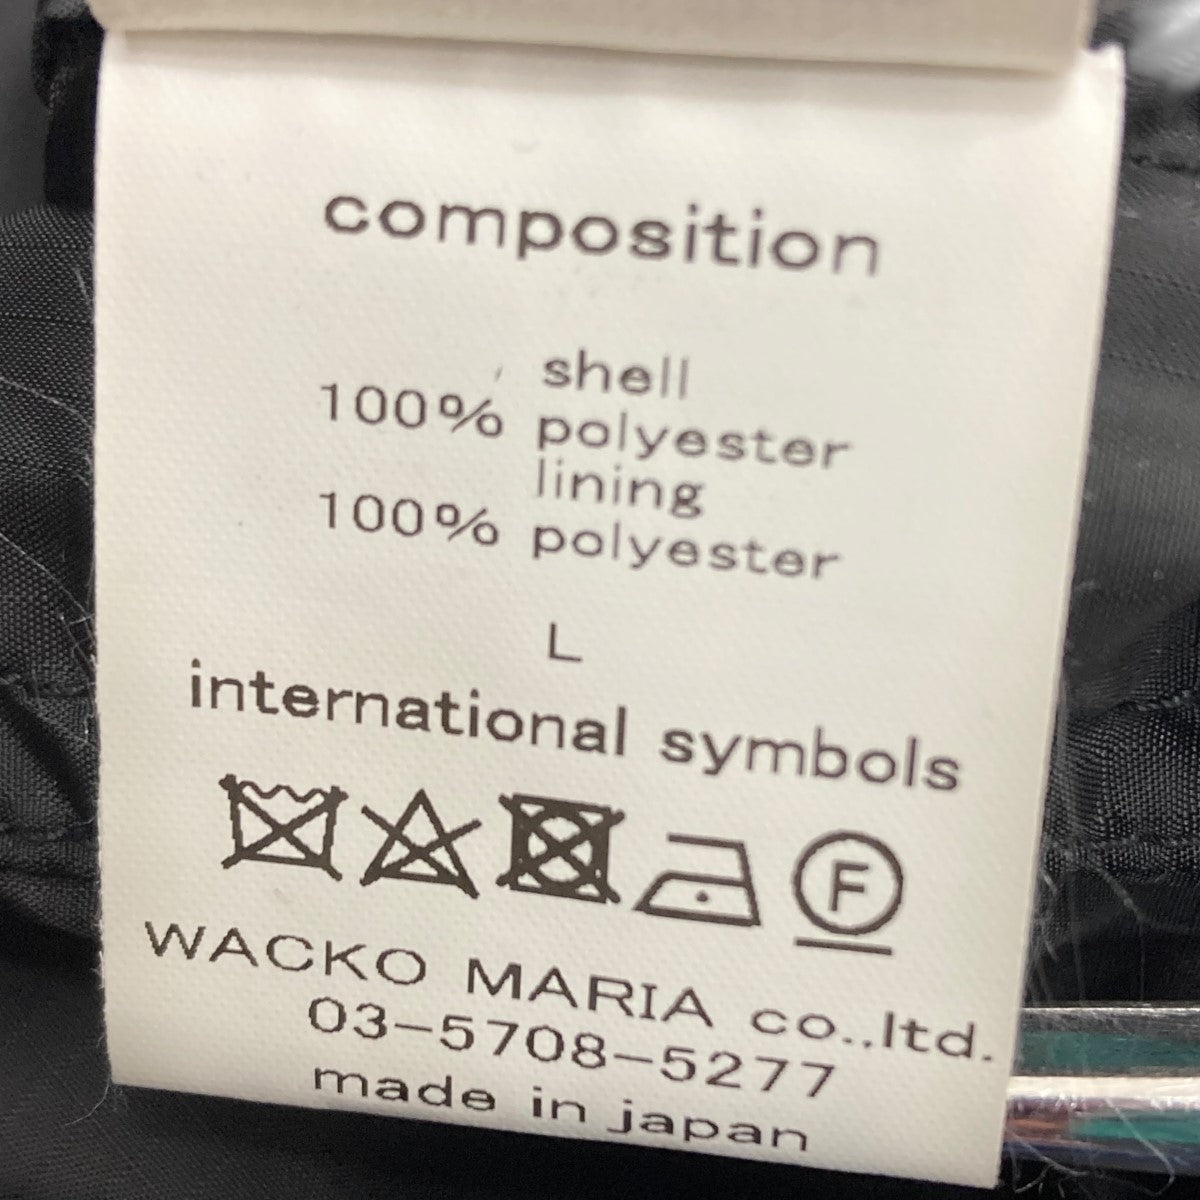 composition
shell
100% polyester
lining
100% polyester
L
international symbols
F
WACKO MARIA co.,ltd.
03-5708-5277
made in japan